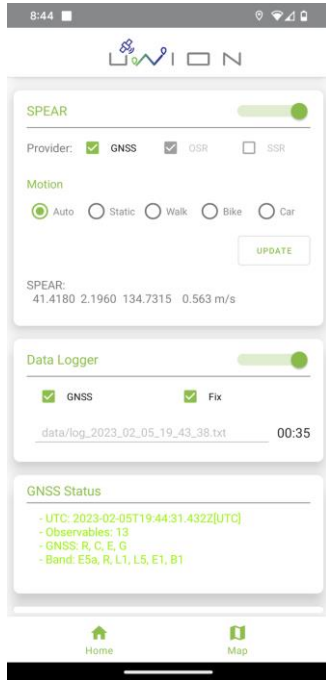 8:44
UNION
SPEAR
Provider: GNSS OSR SSR
Motion
Auto Static Walk Bike Car
UPDATE
SPEAR:
41.4180 2.1960 134.7315 0.563 m/s
Data Logger
GNSS Fix
data/log_2023_02_05_19_43_38.txt 00:35
GNSS Status
- UTC: 2023-02-05T19:44:31.432Z[UTC]
- Observables: 13
- GNSS: R, C, E, G
- Band: E5a, R, L1, L5, E1, B1
Home Map